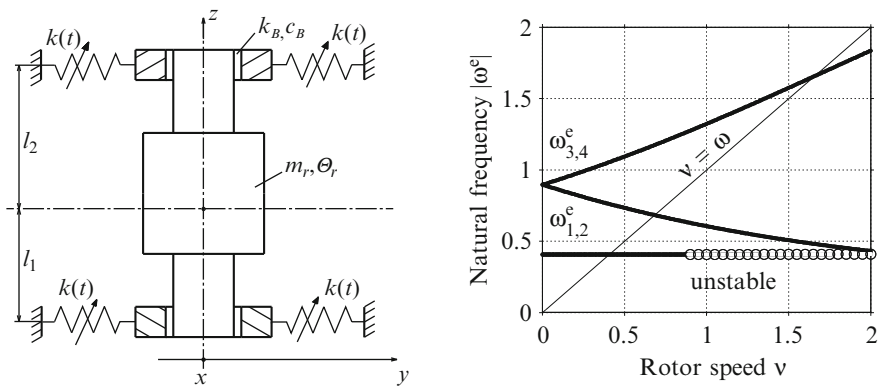 z
k(t)
k_B, c_B
k(t)
l_2
m_r, Θ_r
l_1
k(t)
k(t)
x
y
Natural frequency |ω^e|
2
1.5
1
0.5
0
ω^e_{3,4}
ν = ω
ω^e_{1,2}
unstable
0 0.5 1 1.5 2
Rotor speed ν